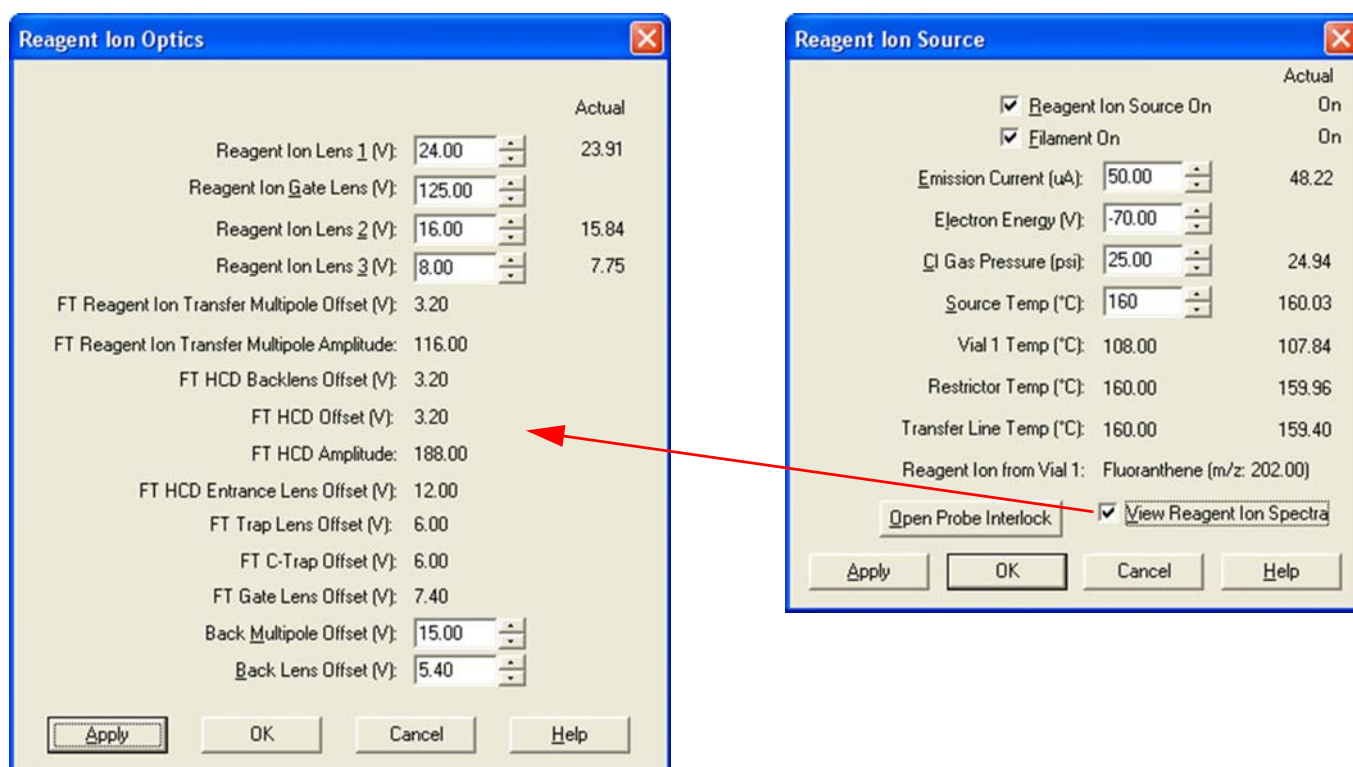 Reagent Ion Optics
Actual
Reagent Ion Lens 1 (V): 24.00 23.91
Reagent Ion Gate Lens (V): 125.00
Reagent Ion Lens 2 (V): 16.00 15.84
Reagent Ion Lens 3 (V): 8.00 7.75
FT Reagent Ion Transfer Multipole Offset (V): 3.20
FT Reagent Ion Transfer Multipole Amplitude: 116.00
FT HCD Backlens Offset (V): 3.20
FT HCD Offset (V): 3.20
FT HCD Amplitude: 188.00
FT HCD Entrance Lens Offset (V): 12.00
FT Trap Lens Offset (V): 6.00
FT C-Trap Offset (V): 6.00
FT Gate Lens Offset (V): 7.40
Back Multipole Offset (V): 15.00
Back Lens Offset (V): 5.40
Apply OK Cancel Help
Reagent Ion Source
Actual
Reagent Ion Source On On
Filament On On
Emission Current (uA): 50.00 48.22
Electron Energy (V): -70.00
CI Gas Pressure (psi): 25.00 24.94
Source Temp (°C): 160 160.03
Vial 1 Temp (°C): 108.00 107.84
Restrictor Temp (°C): 160.00 159.96
Transfer Line Temp (°C): 160.00 159.40
Reagent Ion from Vial 1: Fluoranthene (m/z: 202.00)
Open Probe Interlock View Reagent Ion Spectra
Apply OK Cancel Help